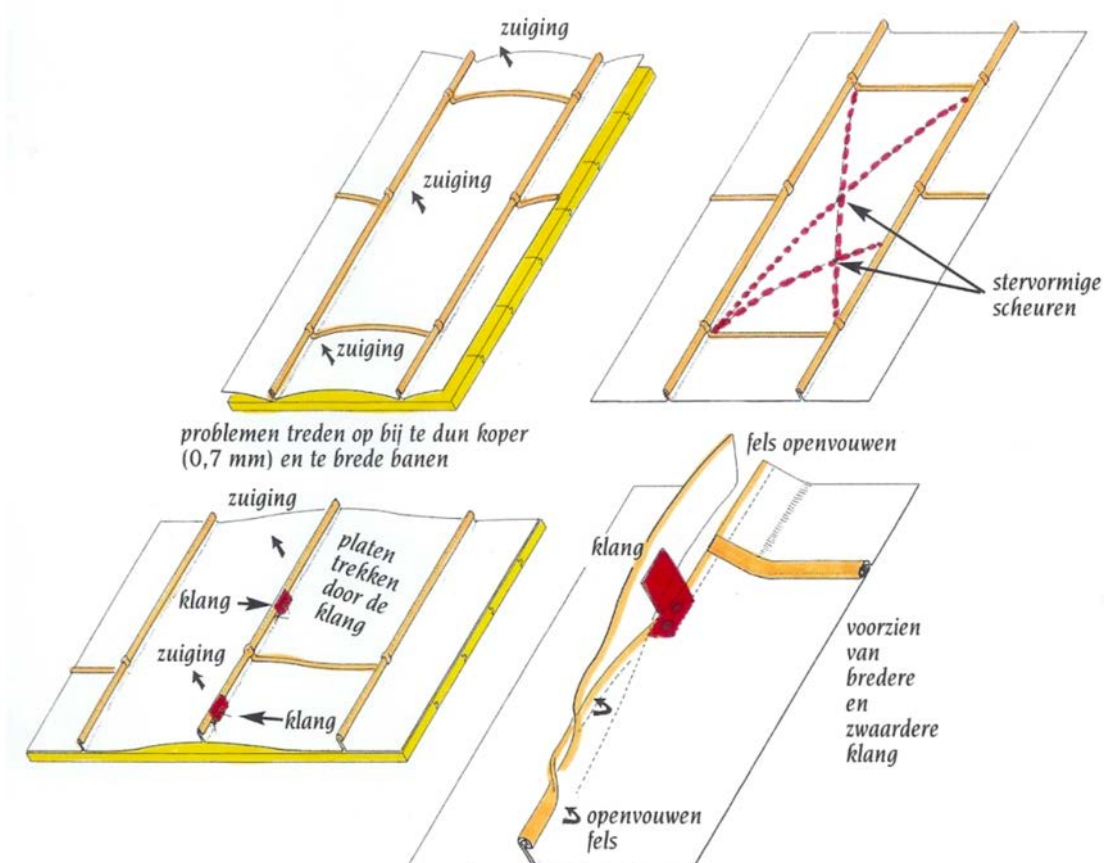 zuiging
zuiging
zuiging
stervormige
scheuren
problemen treden op bij te dun koper
(0,7 mm) en te brede banen
zuiging
platen
trekken
door de
klang
klang
zuiging
klang
fels openvouwen
klang
voorzien
van
bredere
en
zwaardere
klang
openvouwen
fels